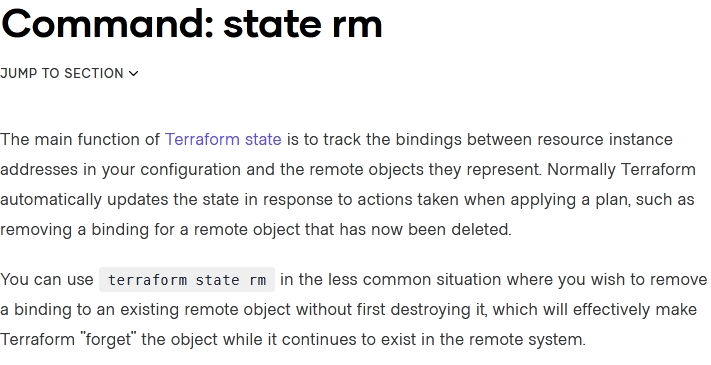 Command: state rm
JUMP TO SECTION
The main function of Terraform state is to track the bindings between resource instance
addresses in your configuration and the remote objects they represent. Normally Terraform
automatically updates the state in response to actions taken when applying a plan, such as
removing a binding for a remote object that has now been deleted.
You can use terraform state rm in the less common situation where you wish to remove
a binding to an existing remote object without first destroying it, which will effectively make
Terraform "forget" the object while it continues to exist in the remote system.